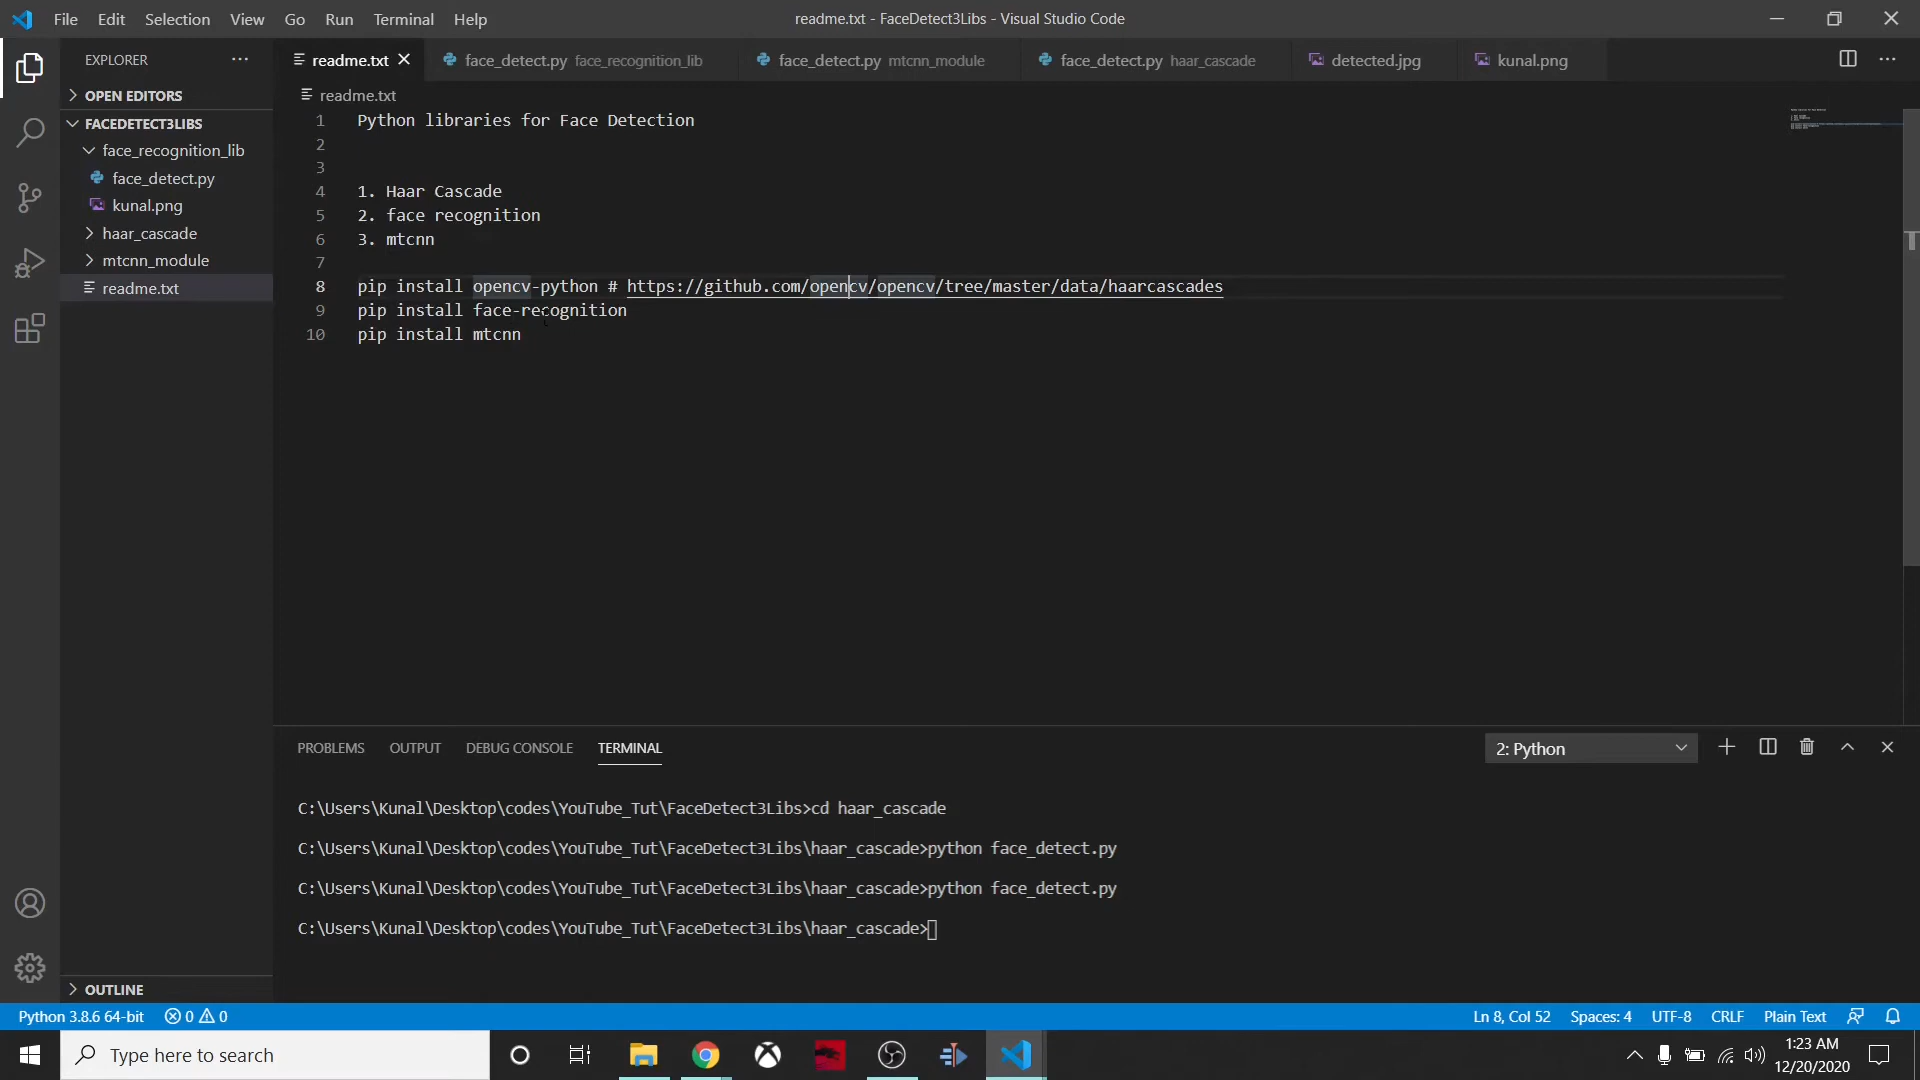 File Edit Selection View Go Run Terminal Help
readme.txt - FaceDetect3Libs - Visual Studio Code
EXPLORER
readme.txt
face_detect.py face_recognition_lib
face_detect.py mtcnn_module
face_detect.py haar_cascade
detected.jpg
kunal.png
OPEN EDITORS
FACEDETECT3LIBS
face_recognition_lib
face_detect.py
kunal.png
haar_cascade
mtcnn_module
readme.txt
readme.txt
1 Python libraries for Face Detection
2
3
4 1. Haar Cascade
5 2. face recognition
6 3. mtcnn
7
8 pip install opencv-python # https://github.com/opencv/opencv/tree/master/data/haarcascades
9 pip install face-recognition
10 pip install mtcnn
PROBLEMS OUTPUT DEBUG CONSOLE TERMINAL
2: Python
C:\Users\Kunal\Desktop\codes\YouTube_Tut\FaceDetect3Libs>cd haar_cascade
C:\Users\Kunal\Desktop\codes\YouTube_Tut\FaceDetect3Libs\haar_cascade>python face_detect.py
C:\Users\Kunal\Desktop\codes\YouTube_Tut\FaceDetect3Libs\haar_cascade>python face_detect.py
C:\Users\Kunal\Desktop\codes\YouTube_Tut\FaceDetect3Libs\haar_cascade>
OUTLINE
Python 3.8.6 64-bit 0 0
Ln 8, Col 52 Spaces: 4 UTF-8 CRLF Plain Text
Type here to search
1:23 AM
12/20/2020